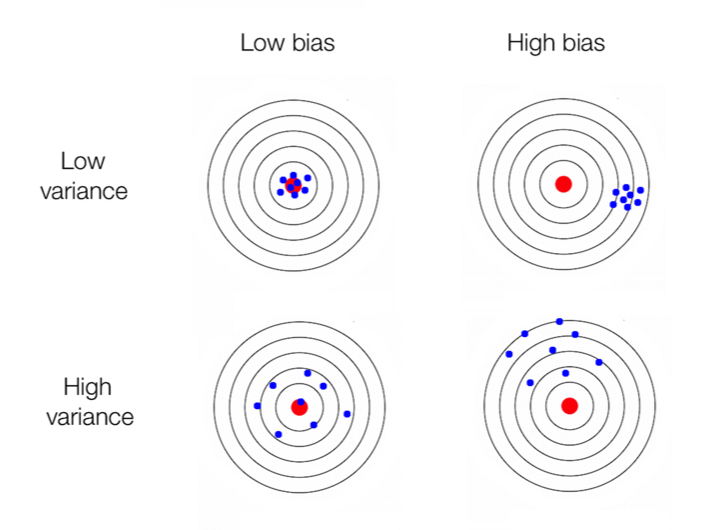 Low bias
High bias
Low
variance
High
variance